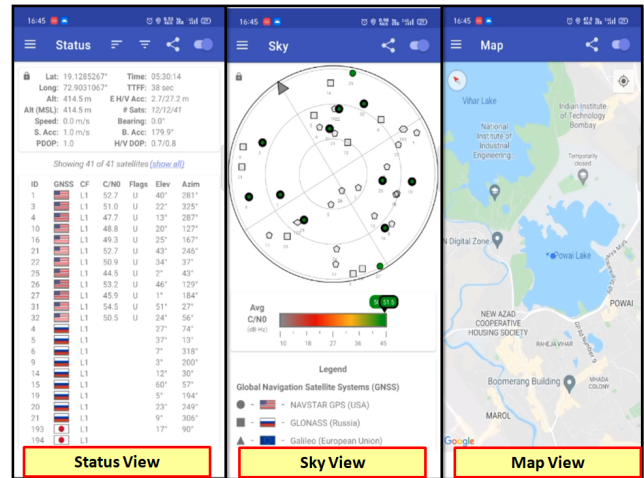 16:45
Status
Lat: 19.1285267° Time: 05:30:14
Long: 72.9031067° TTFF: 38 sec
Alt: 414.5 m E H/V Acc: 2.7/27.2 m
Alt (MSL): 414.5 m # Sats: 12/12/41
Speed: 0.0 m/s Bearing: 0.0°
S. Acc: 1.0 m/s B. Acc: 179.9°
PDOP: 1.0 H/V DOP: 0.7/0.8
Showing 41 of 41 satellites (show all)
ID GNSS CF C/N0 Flags Elev Azim
1 L1 52.7 U 40° 281°
3 L1 51.0 U 22° 325°
4 L1 47.7 U 13° 287°
10 L1 48.8 U 20° 127°
16 L1 49.3 U 25° 167°
21 L1 52.7 U 43° 246°
22 L1 50.9 U 34° 37°
25 L1 44.5 U 2° 43°
26 L1 53.2 U 46° 129°
27 L1 45.9 U 1° 184°
31 L1 54.5 U 51° 27°
32 L1 50.5 U 24° 56°
4 L1 27° 74°
5 L1 37° 13°
6 L1 7° 318°
9 L1 3° 200°
14 L1 12° 30°
15 L1 60° 57°
19 L1 5° 194°
20 L1 23° 249°
21 L1 9° 306°
193 L1 17° 90°
194 L1
Status View
16:45
Sky
Avg
C/N0
(dB Hz)
51.5
10 18 27 36 45
Legend
Global Navigation Satellite Systems (GNSS)
- - NAVSTAR GPS (USA)
- - GLONASS (Russia)
- - Galileo (European Union)
Sky View
16:45
Map
Vihar Lake
Indian Institute
of Technology
Bombay
National
Institute of
Industrial
Engineering
Temporarily
closed
N Digital Zone
Powai Lake
POWAI
NEW AZAD
COOPERATIVE
HOUSING SOCIETY
RAHEJA VIHAR
Boomerang Building
MHADA
COLONY
MAROL
Google
Map View